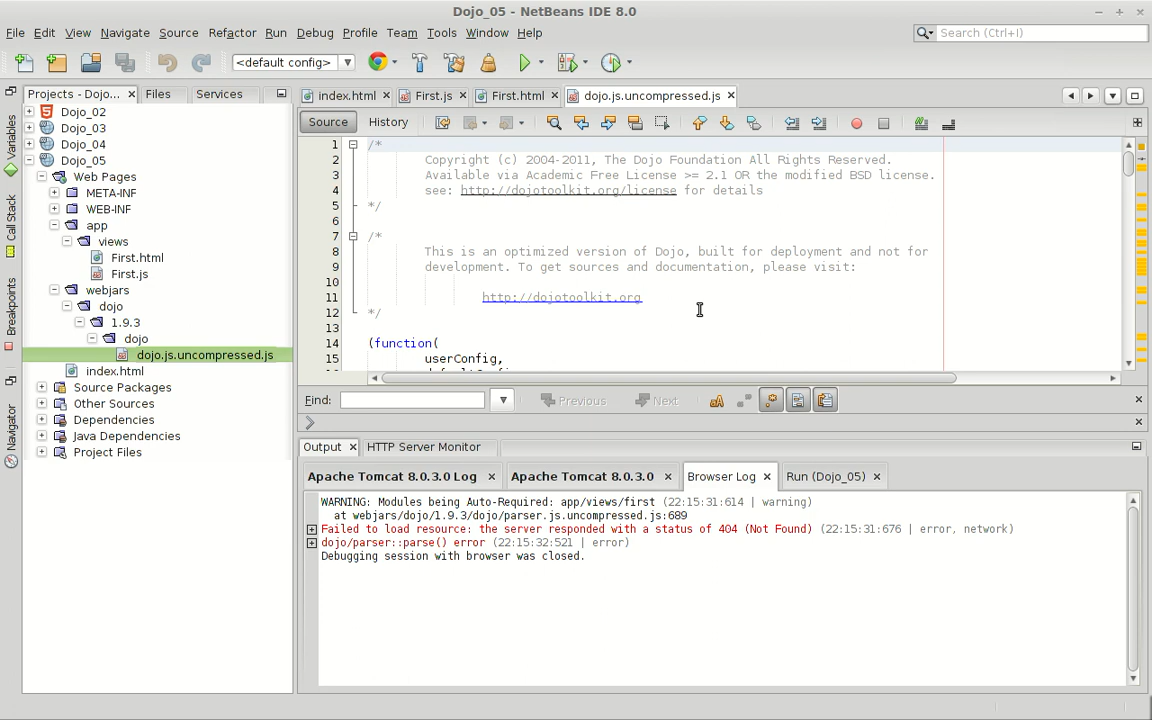 Dojo_05 - NetBeans IDE 8.0
File Edit View Navigate Source Refactor Run Debug Profile Team Tools Window Help
Search (Ctrl+I)
<default config>
Projects - Dojo... Files Services
index.html First.js First.html dojo.js.uncompressed.js
Variables
Call Stack
Breakpoints
Navigator
Dojo_02
Dojo_03
Dojo_04
Dojo_05
Web Pages
META-INF
WEB-INF
app
views
First.html
First.js
webjars
dojo
1.9.3
dojo
dojo.js.uncompressed.js
index.html
Source Packages
Other Sources
Dependencies
Java Dependencies
Project Files
Source History
1 /*
2 Copyright (c) 2004-2011, The Dojo Foundation All Rights Reserved.
3 Available via Academic Free License >= 2.1 OR the modified BSD license.
4 see: http://dojotoolkit.org/license for details
5 */
6
7 /*
8 This is an optimized version of Dojo, built for deployment and not for
9 development. To get sources and documentation, please visit:
10
11 http://dojotoolkit.org
12 */
13
14 (function(
15 userConfig,
Find: Previous Next
Output HTTP Server Monitor
Apache Tomcat 8.0.3.0 Log Apache Tomcat 8.0.3.0 Browser Log Run (Dojo_05)
WARNING: Modules being Auto-Required: app/views/first (22:15:31:614 | warning)
at webjars/dojo/1.9.3/dojo/parser.js.uncompressed.js:689
Failed to load resource: the server responded with a status of 404 (Not Found) (22:15:31:676 | error, network)
dojo/parser::parse() error (22:15:32:521 | error)
Debugging session with browser was closed.